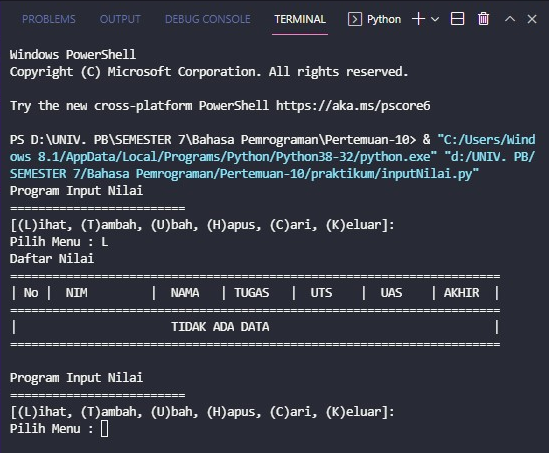 PROBLEMS OUTPUT DEBUG CONSOLE TERMINAL Python
Windows PowerShell
Copyright (C) Microsoft Corporation. All rights reserved.
Try the new cross-platform PowerShell https://aka.ms/pscore6
PS D:\UNIV. PB\SEMESTER 7\Bahasa Pemrograman\Pertemuan-10> & "C:/Users/Wind
ows 8.1/AppData/Local/Programs/Python/Python38-32/python.exe" "d:/UNIV. PB/
SEMESTER 7/Bahasa Pemrograman/Pertemuan-10/praktikum/inputNilai.py"
Program Input Nilai
=========================
[(L)ihat, (T)ambah, (U)bah, (H)apus, (C)ari, (K)eluar]:
Pilih Menu : L
Daftar Nilai
======================================================================
| No | NIM | NAMA | TUGAS | UTS | UAS | AKHIR |
======================================================================
| TIDAK ADA DATA |
======================================================================
Program Input Nilai
=========================
[(L)ihat, (T)ambah, (U)bah, (H)apus, (C)ari, (K)eluar]:
Pilih Menu :